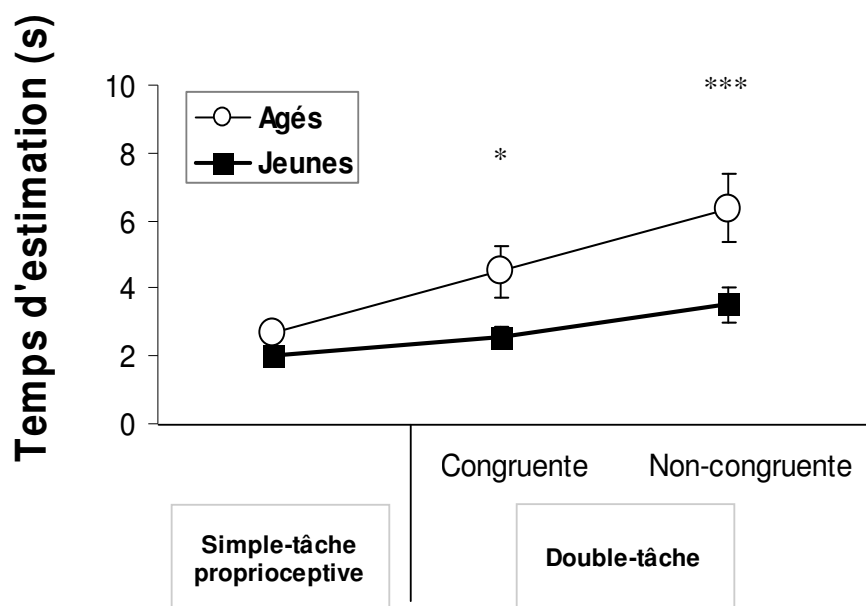 Temps d'estimation (s)
10
8
6
4
2
0
Agés
Jeunes
*
***
Congruente
Non-congruente
Simple-tâche
proprioceptive
Double-tâche